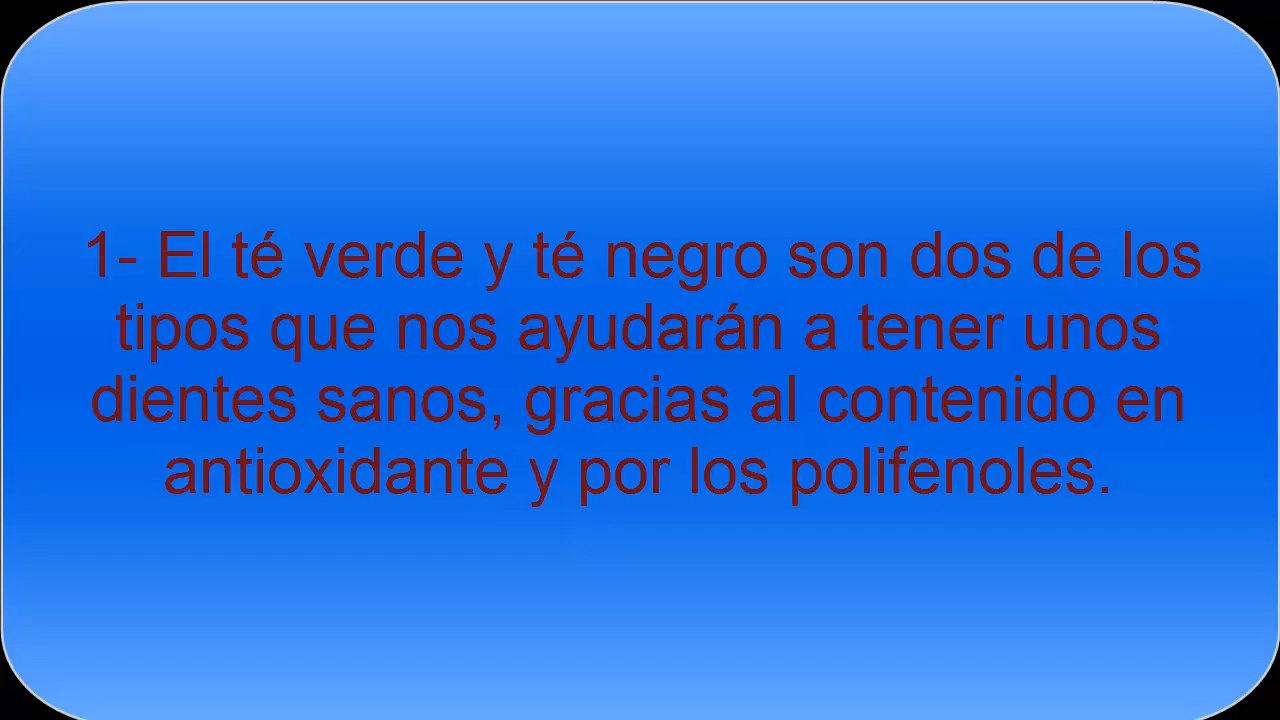 1- El té verde y té negro son dos de los
tipos que nos ayudarán a tener unos
dientes sanos, gracias al contenido en
antioxidante y por los polifenoles.